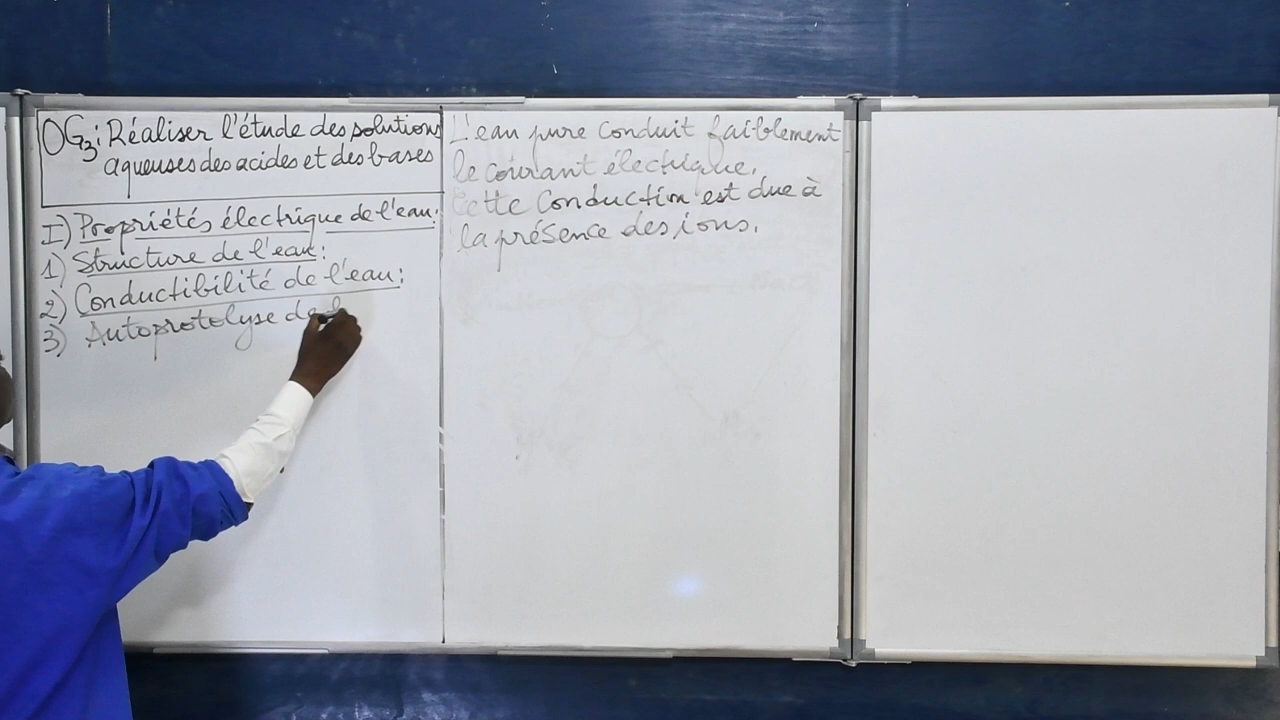 OG3: Réaliser l'étude des solutions
aqueuses des acides et des bases
I) Propriétés électrique de l'eau:
1) Structure de l'eau:
2) Conductibilité de l'eau:
3) Autoprotolyse de l
L'eau pure conduit faiblement
le courant électrique.
Cette Conduction est due à
la présence des ions.